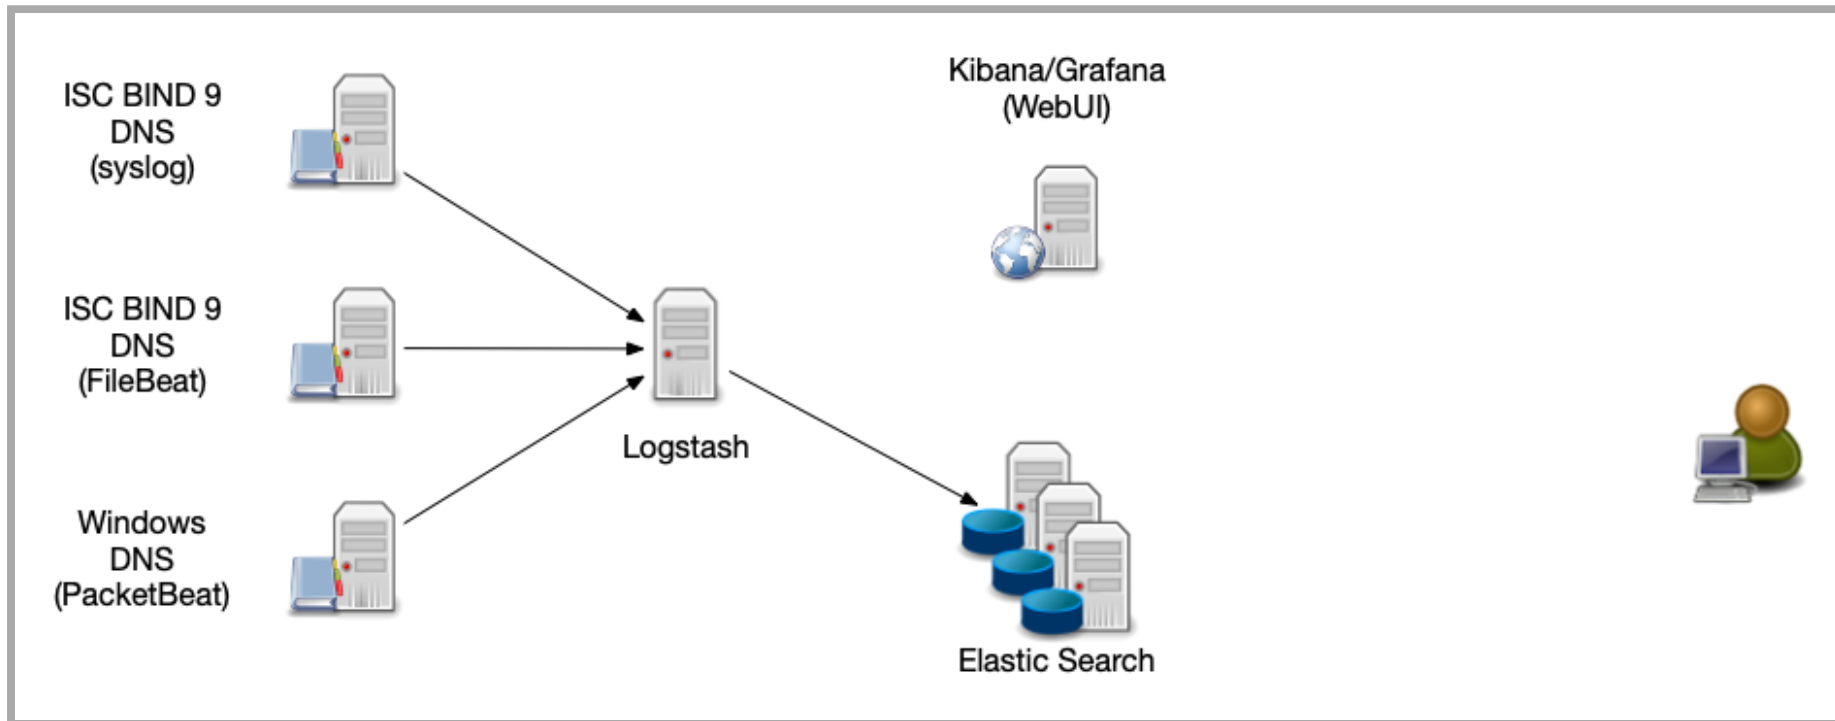 ISC BIND 9
DNS
(syslog)
Kibana/Grafana
(WebUI)
ISC BIND 9
DNS
(FileBeat)
Logstash
Windows
DNS
(PacketBeat)
Elastic Search